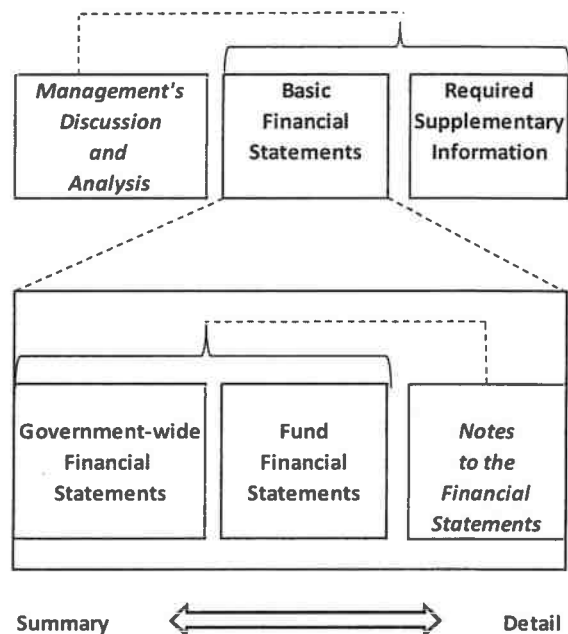 Management's
Discussion
and
Analysis
Basic
Financial
Statements
Required
Supplementary
Information
Government-wide
Financial
Statements
Fund
Financial
Statements
Notes
to the
Financial
Statements
Summary
Detail